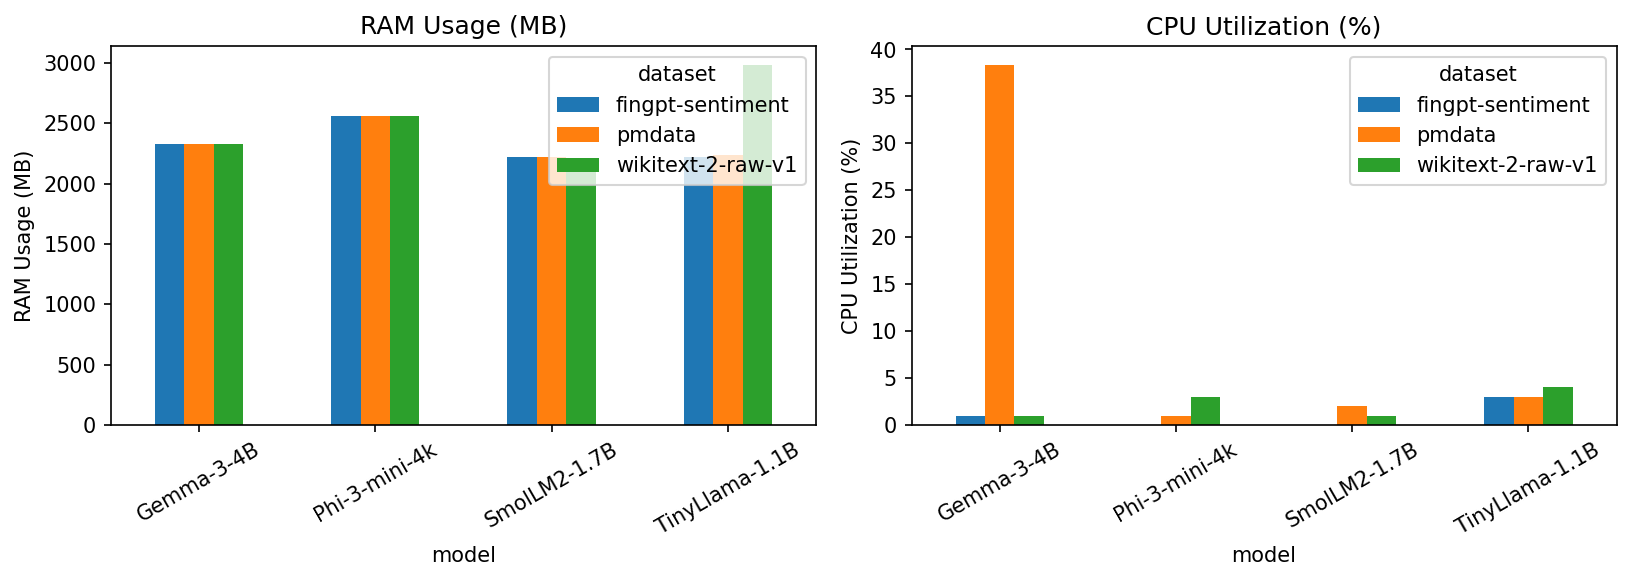 RAM Usage (MB)
RAM Usage (MB)
3000
2500
2000
1500
1000
500
0
dataset
fingpt-sentiment
pmdata
wikitext-2-raw-v1
Gemma-3-4B
Phi-3-mini-4k
SmolLM2-1.7B
TinyLlama-1.1B
model
CPU Utilization (%)
CPU Utilization (%)
40
35
30
25
20
15
10
5
0
dataset
fingpt-sentiment
pmdata
wikitext-2-raw-v1
Gemma-3-4B
Phi-3-mini-4k
SmolLM2-1.7B
TinyLlama-1.1B
model